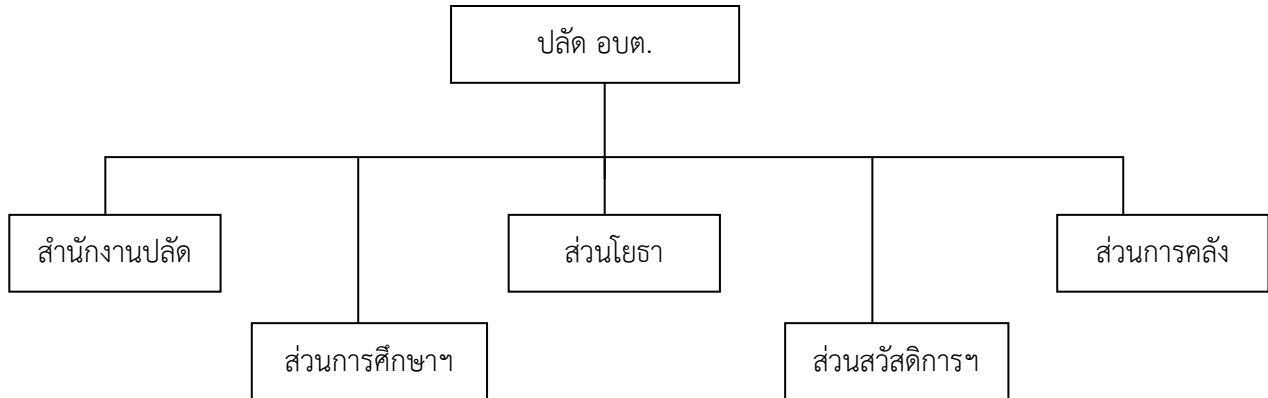 ปลัด อบต.
สำนักงานปลัด
ส่วนโยธา
ส่วนการคลัง
ส่วนการศึกษาฯ
ส่วนสวัสดิการฯ